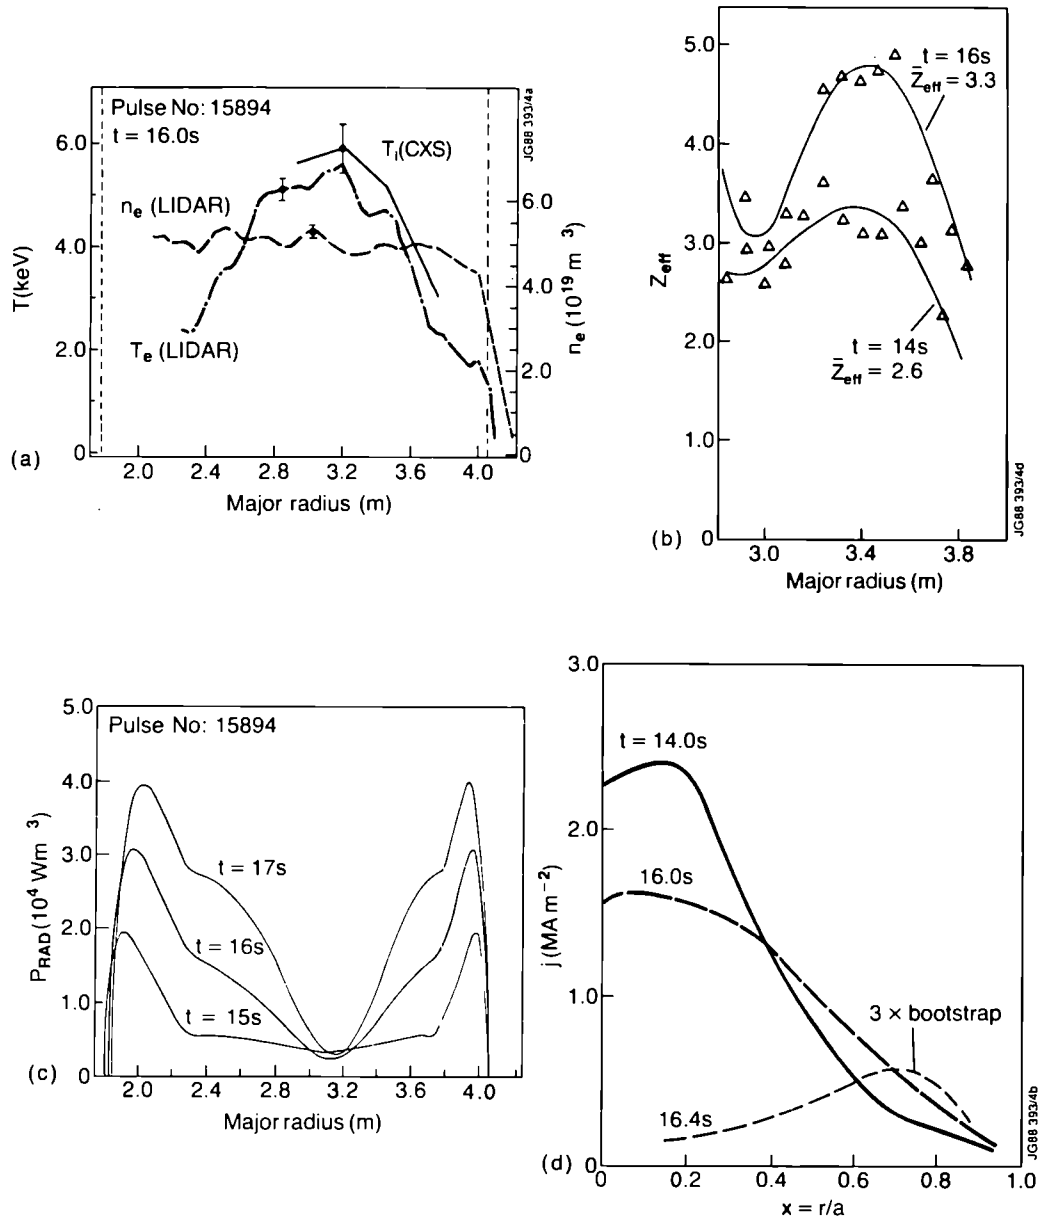 Pulse No: 15894
t = 16.0s
T_i(CXS)
n_e (LIDAR)
T_e (LIDAR)
6.0
4.0
2.0
0
T(keV)
6.0
4.0
2.0
0
n_e (10^19 m^3)
JG88 393/4a
2.0 2.4 2.8 3.2 3.6 4.0
Major radius (m)
(a)
5.0
4.0
3.0
2.0
1.0
0
Z_eff
t = 16s
Z̄_eff = 3.3
t = 14s
Z̄_eff = 2.6
3.0 3.4 3.8
Major radius (m)
(b)
JG88 393/4d
5.0
4.0
3.0
2.0
1.0
0
P_RAD (10^4 Wm^3)
Pulse No: 15894
t = 17s
t = 16s
t = 15s
2.0 2.4 2.8 3.2 3.6 4.0
Major radius (m)
(c)
3.0
2.0
1.0
0
j (MA m^-2)
t = 14.0s
16.0s
3 × bootstrap
16.4s
0 0.2 0.4 0.6 0.8 1.0
x = r/a
(d)
JG88 393/4b